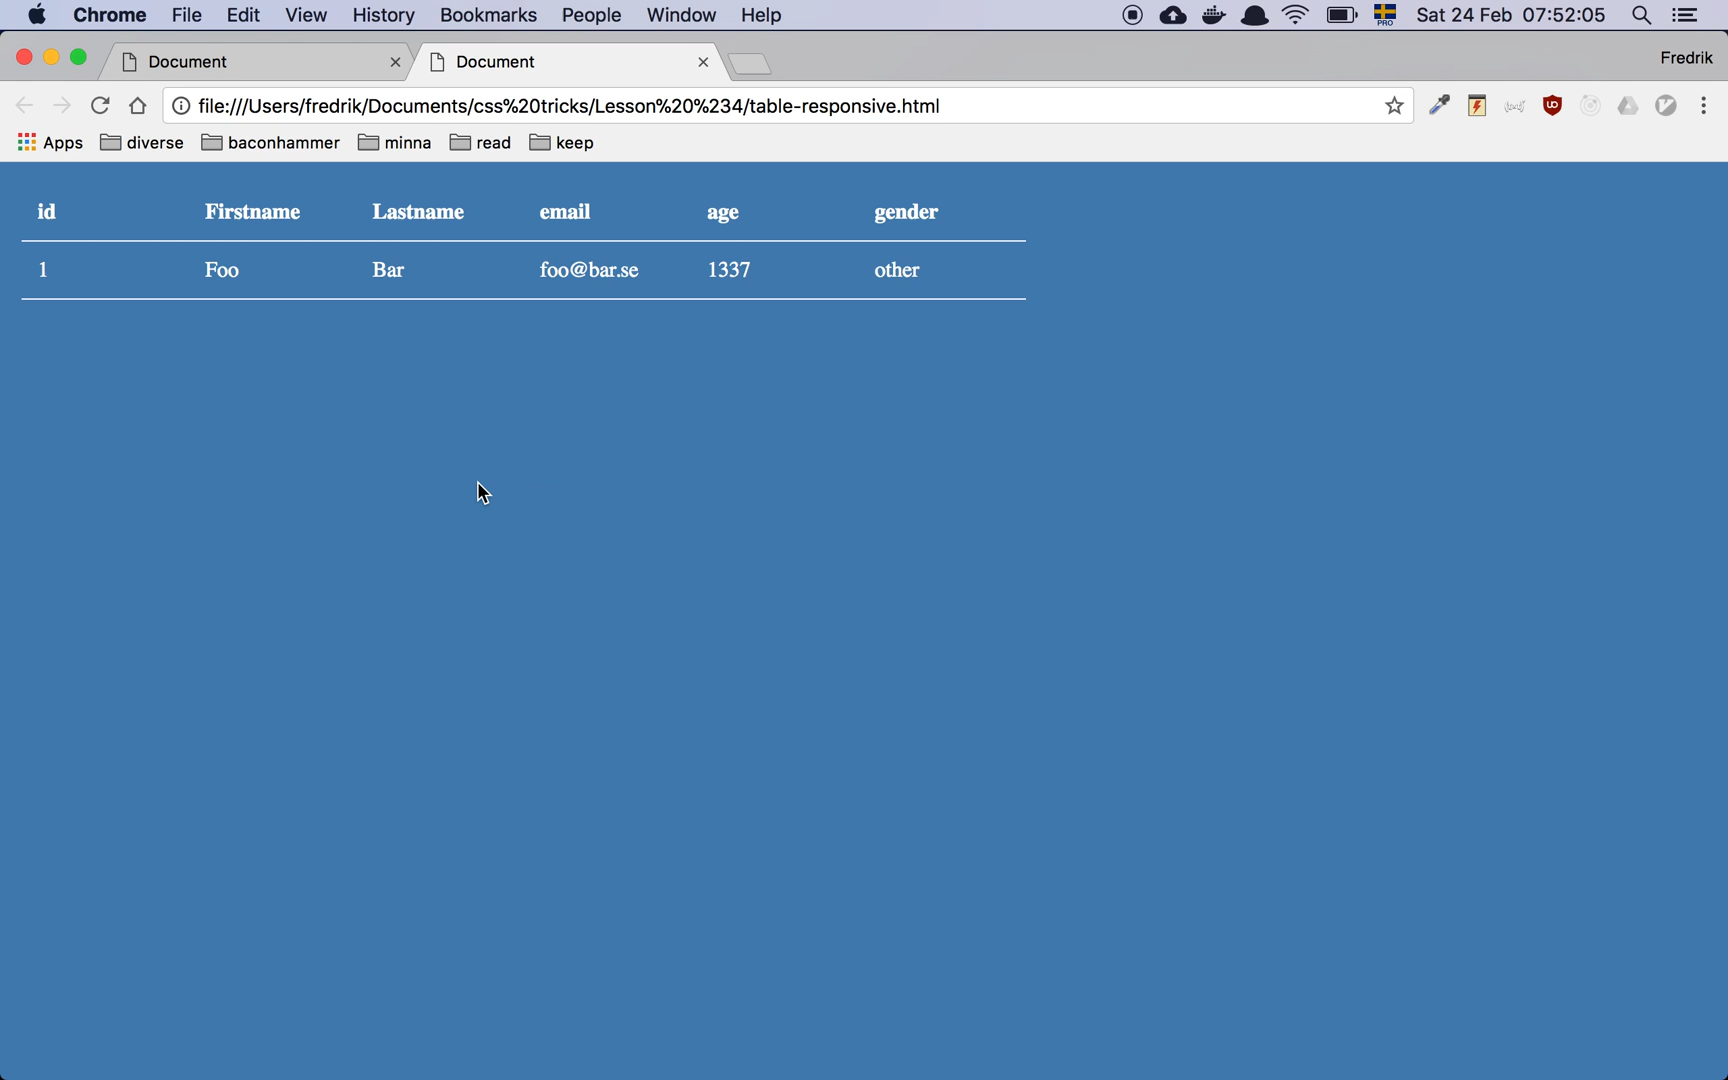 Chrome File Edit View History Bookmarks People Window Help PRO Sat 24 Feb 07:52:05
Document Document Fredrik
file:///Users/fredrik/Documents/css%20tricks/Lesson%20%234/table-responsive.html
Apps diverse baconhammer minna read keep
id Firstname Lastname email age gender
1 Foo Bar foo@bar.se 1337 other